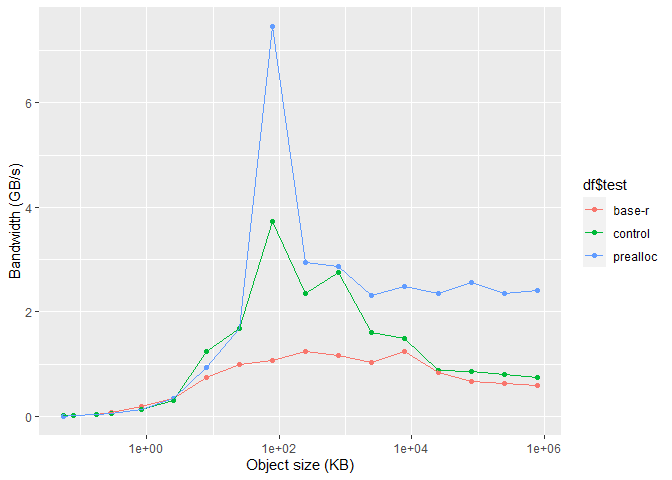 6
4
2
0
Bandwidth (GB/s)
1e+00
1e+02
1e+04
1e+06
Object size (KB)
df$test
base-r
control
prealloc